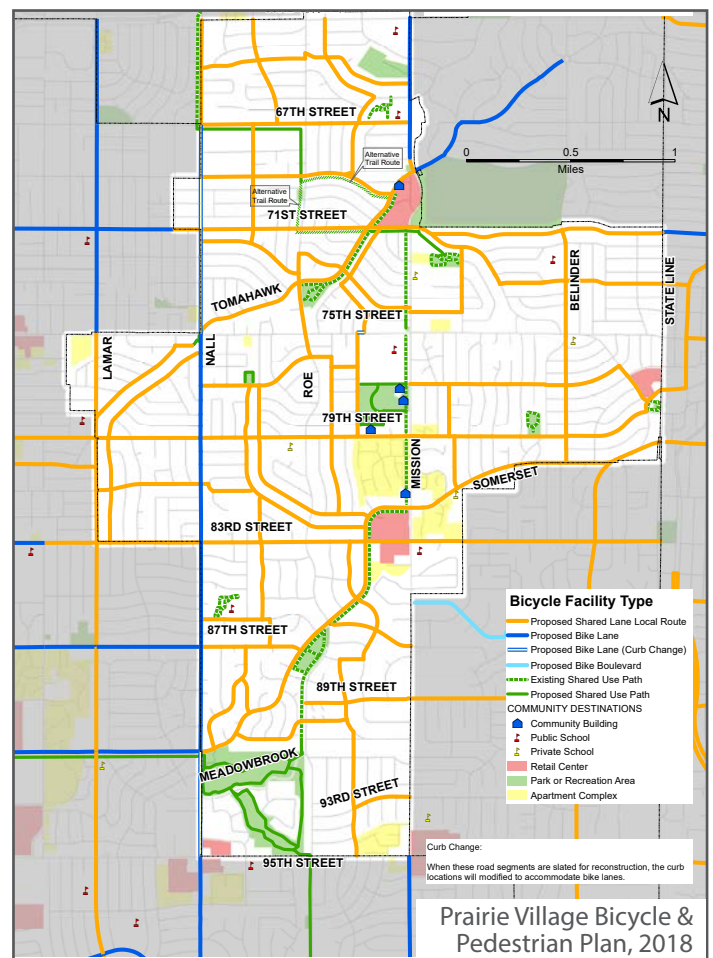 67TH STREET
Alternative
Trail Route
0 0.5 1
Miles
N
Alternative
Trail Route
71ST STREET
TOMAHAWK
75TH STREET
BELINDER
STATE LINE
LAMAR
NALL
ROE
79TH STREET
MISSION
SOMERSET
83RD STREET
87TH STREET
89TH STREET
MEADOWBROOK
93RD STREET
95TH STREET
Bicycle Facility Type
Proposed Shared Lane Local Route
Proposed Bike Lane
Proposed Bike Lane (Curb Change)
Proposed Bike Boulevard
Existing Shared Use Path
Proposed Shared Use Path
COMMUNITY DESTINATIONS
Community Building
Public School
Private School
Retail Center
Park or Recreation Area
Apartment Complex
Curb Change:
When these road segments are slated for reconstruction, the curb
locations will modified to accommodate bike lanes.
Prairie Village Bicycle &
Pedestrian Plan, 2018